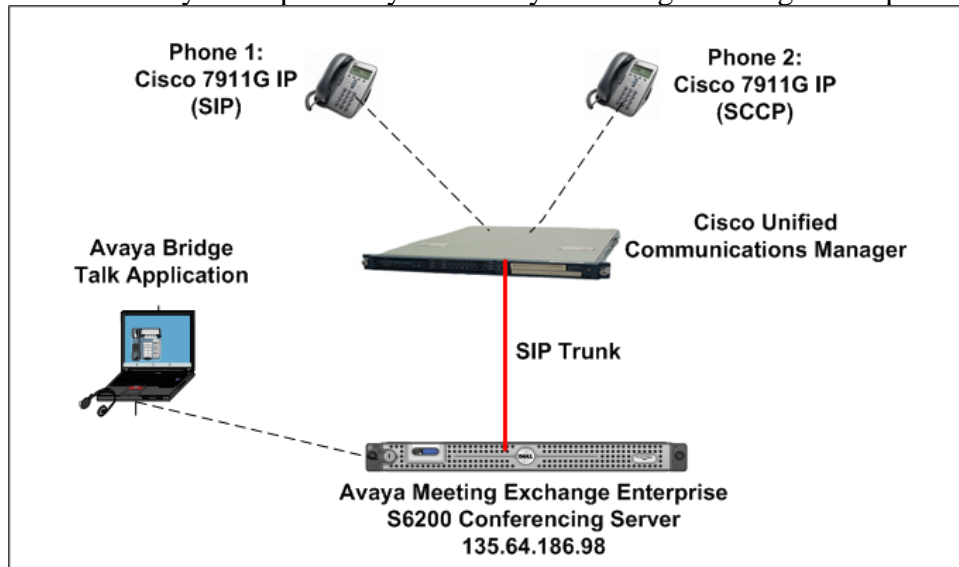 Phone 1:
Cisco 7911G IP
(SIP)
Phone 2:
Cisco 7911G IP
(SCCP)
Cisco Unified
Communications Manager
Avaya Bridge
Talk Application
SIP Trunk
DELL
Avaya Meeting Exchange Enterprise
S6200 Conferencing Server
135.64.186.98